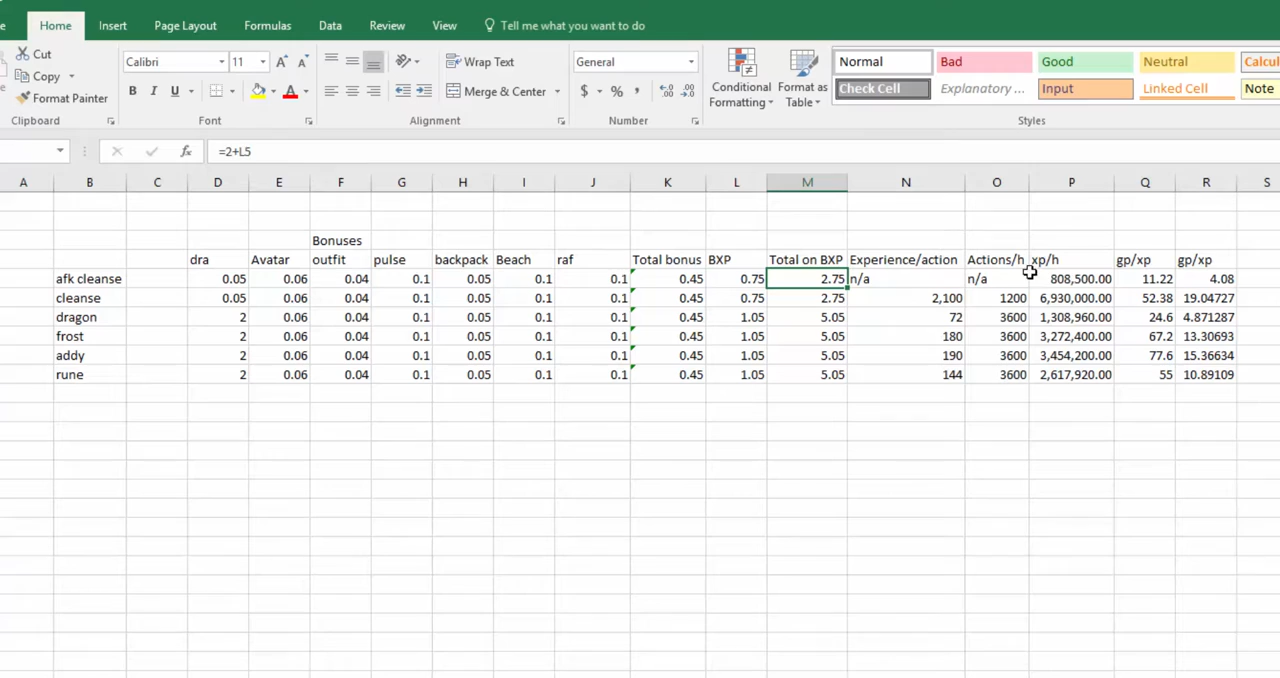 e Home Insert Page Layout Formulas Data Review View Tell me what you want to do
Cut Calibri 11 A A Wrap Text General Normal Bad Good Neutral Calcu
Copy Conditional Format as
Format Painter B I U A Merge & Center $ % , .00 Formatting Table Check Cell Explanatory ... Input Linked Cell Note
Clipboard Font Alignment Number Styles
fx =2+L5
A B C D E F G H I J K L M N O P Q R S
Bonuses
dra Avatar outfit pulse backpack Beach raf Total bonus BXP Total on BXP Experience/action Actions/h xp/h gp/xp gp/xp
afk cleanse 0.05 0.06 0.04 0.1 0.05 0.1 0.1 0.45 0.75 2.75 n/a n/a 808,500.00 11.22 4.08
cleanse 0.05 0.06 0.04 0.1 0.05 0.1 0.1 0.45 0.75 2.75 2,100 1200 6,930,000.00 52.38 19.04727
dragon 2 0.06 0.04 0.1 0.05 0.1 0.1 0.45 1.05 5.05 72 3600 1,308,960.00 24.6 4.871287
frost 2 0.06 0.04 0.1 0.05 0.1 0.1 0.45 1.05 5.05 180 3600 3,272,400.00 67.2 13.30693
addy 2 0.06 0.04 0.1 0.05 0.1 0.1 0.45 1.05 5.05 190 3600 3,454,200.00 77.6 15.36634
rune 2 0.06 0.04 0.1 0.05 0.1 0.1 0.45 1.05 5.05 144 3600 2,617,920.00 55 10.89109